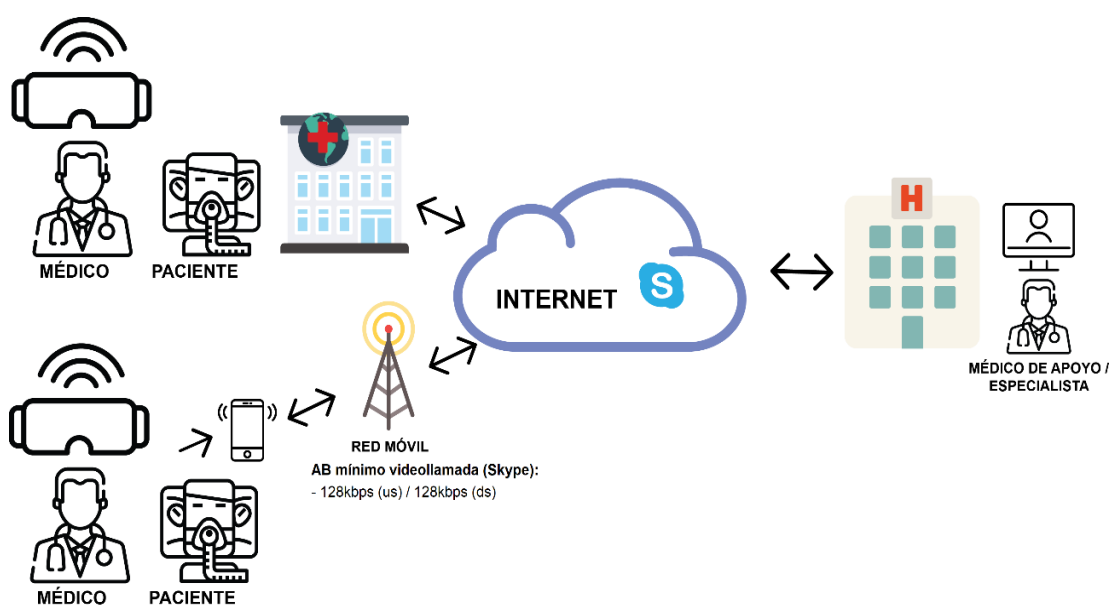 MÉDICO
PACIENTE
INTERNET
S
H
MÉDICO DE APOYO /
ESPECIALISTA
RED MÓVIL
AB mínimo videollamada (Skype):
- 128kbps (us) / 128kbps (ds)
MÉDICO
PACIENTE